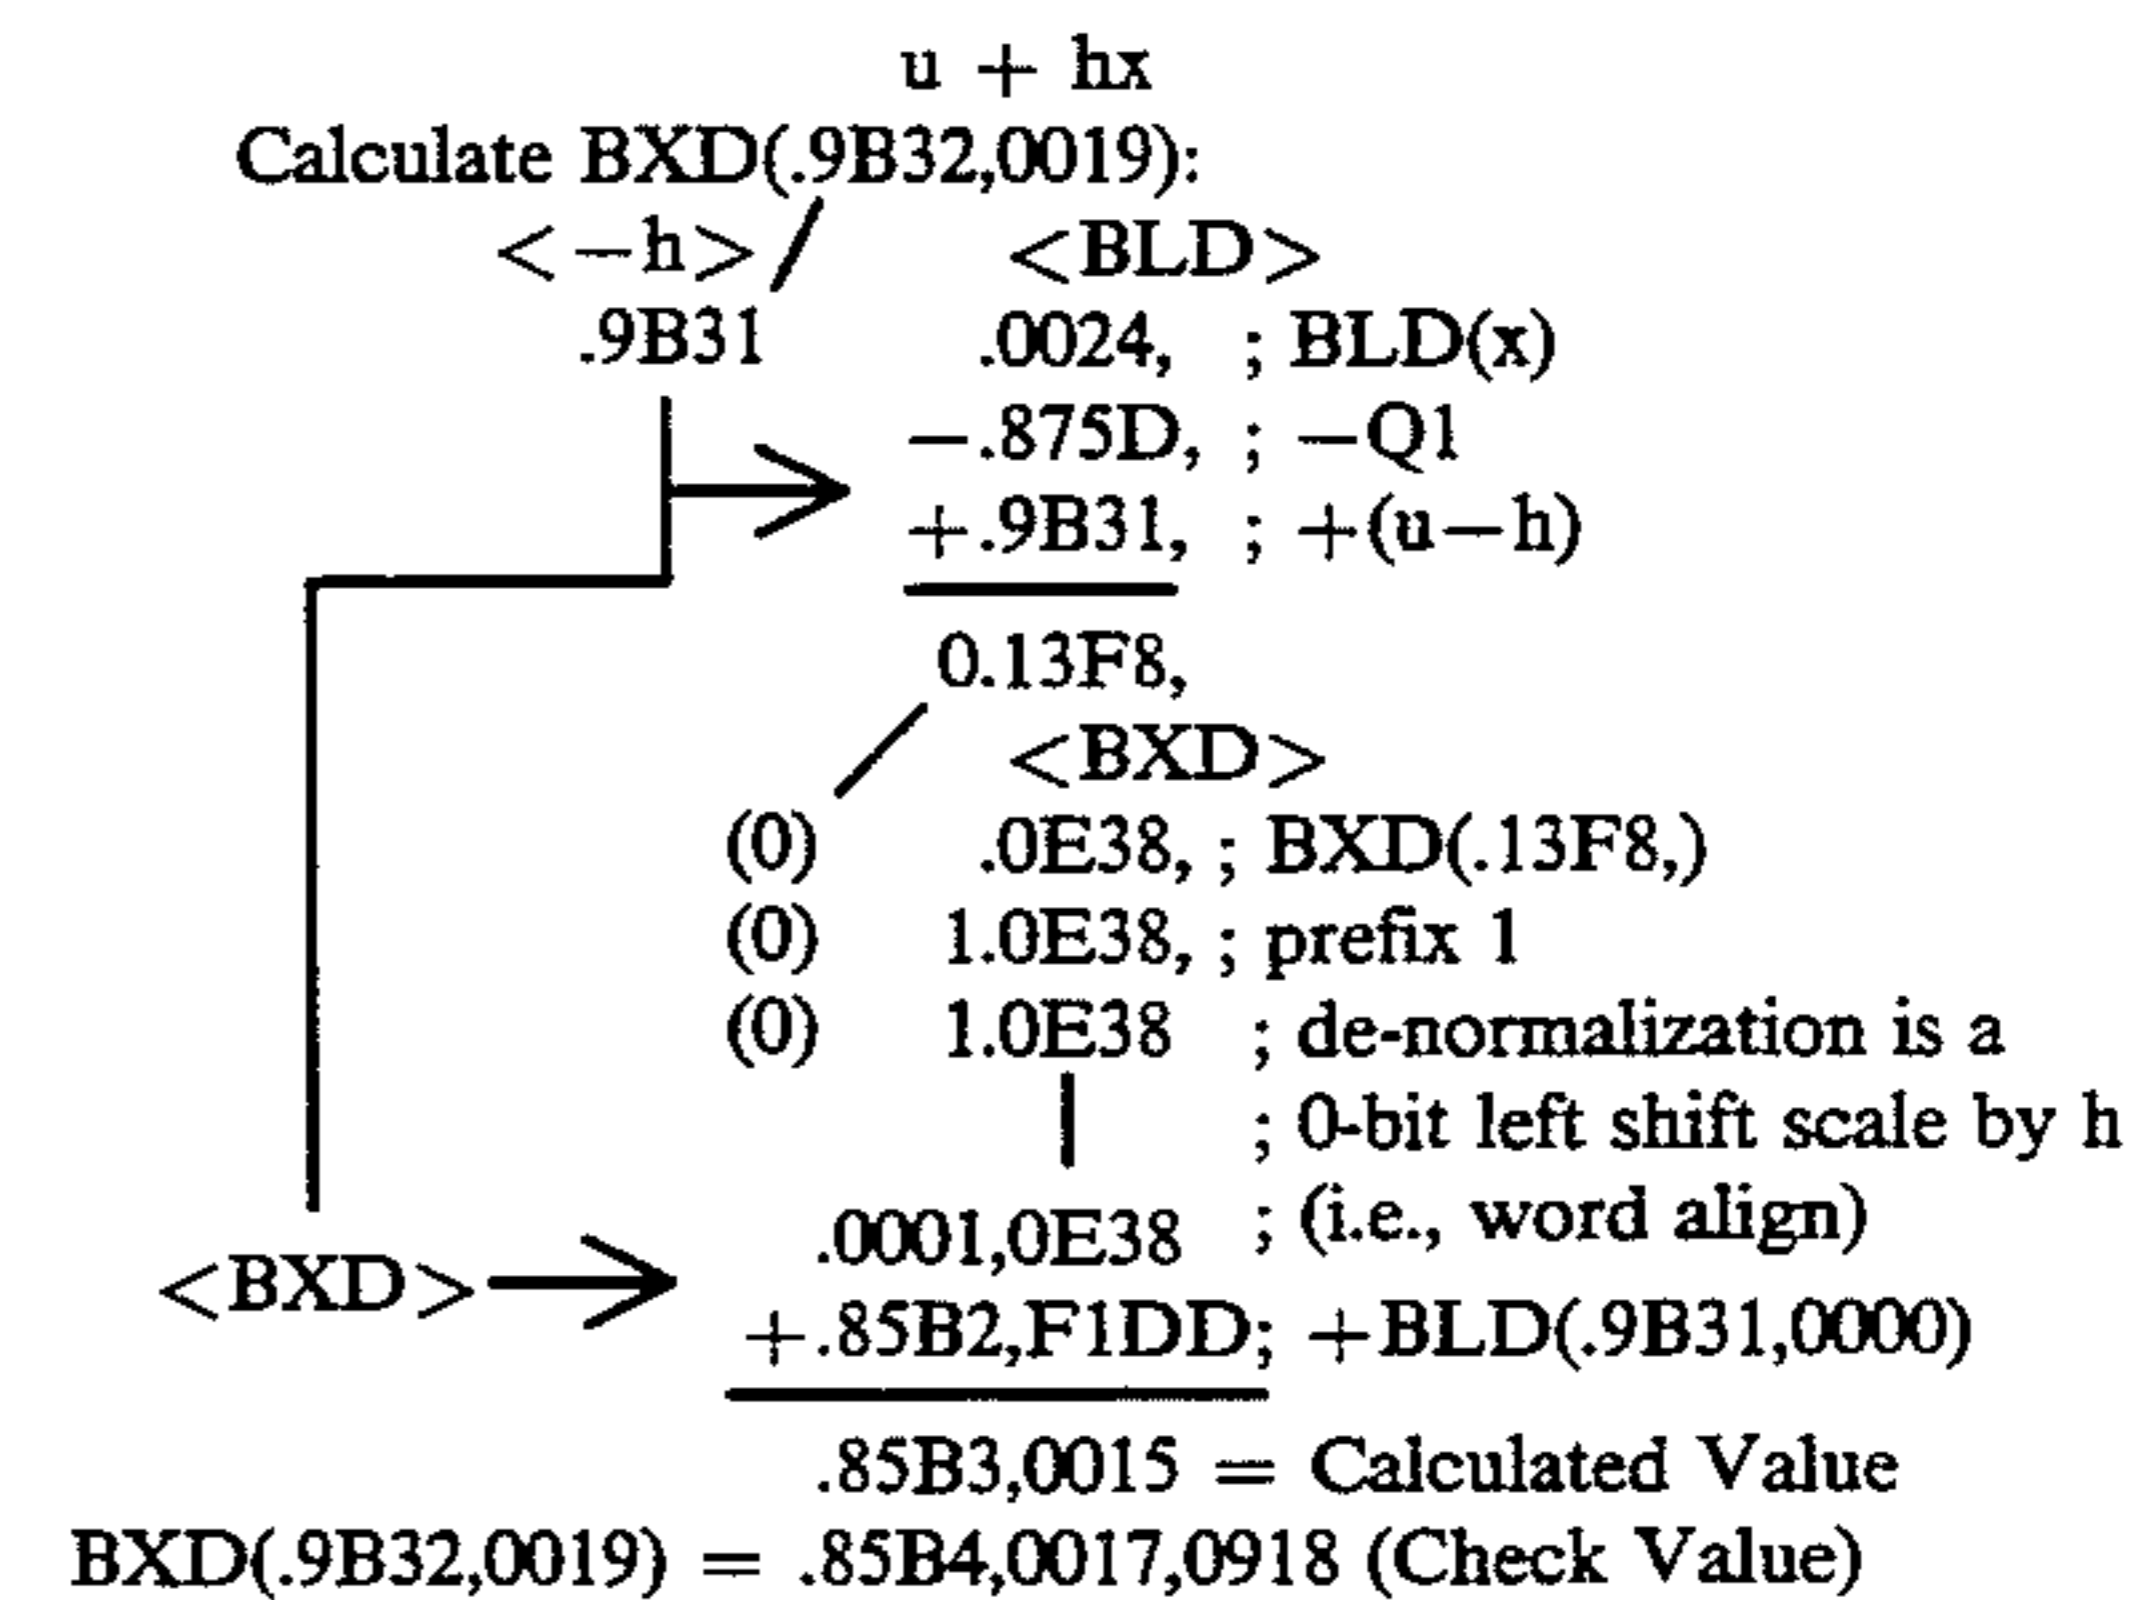 u + hx
Calculate BXD(.9B32,0019):
<−h> <BLD>
.9B31 .0024, ; BLD(x)
−.875D, ; −Q1
+.9B31, ; +(u−h)
0.13F8,
<BXD>
(0) .0E38, ; BXD(.13F8,)
(0) 1.0E38, ; prefix 1
(0) 1.0E38 ; de-normalization is a
; 0-bit left shift scale by h
.0001,0E38 ; (i.e., word align)
<BXD> +.85B2,F1DD; +BLD(.9B31,0000)
.85B3,0015 = Calculated Value
BXD(.9B32,0019) = .85B4,0017,0918 (Check Value)